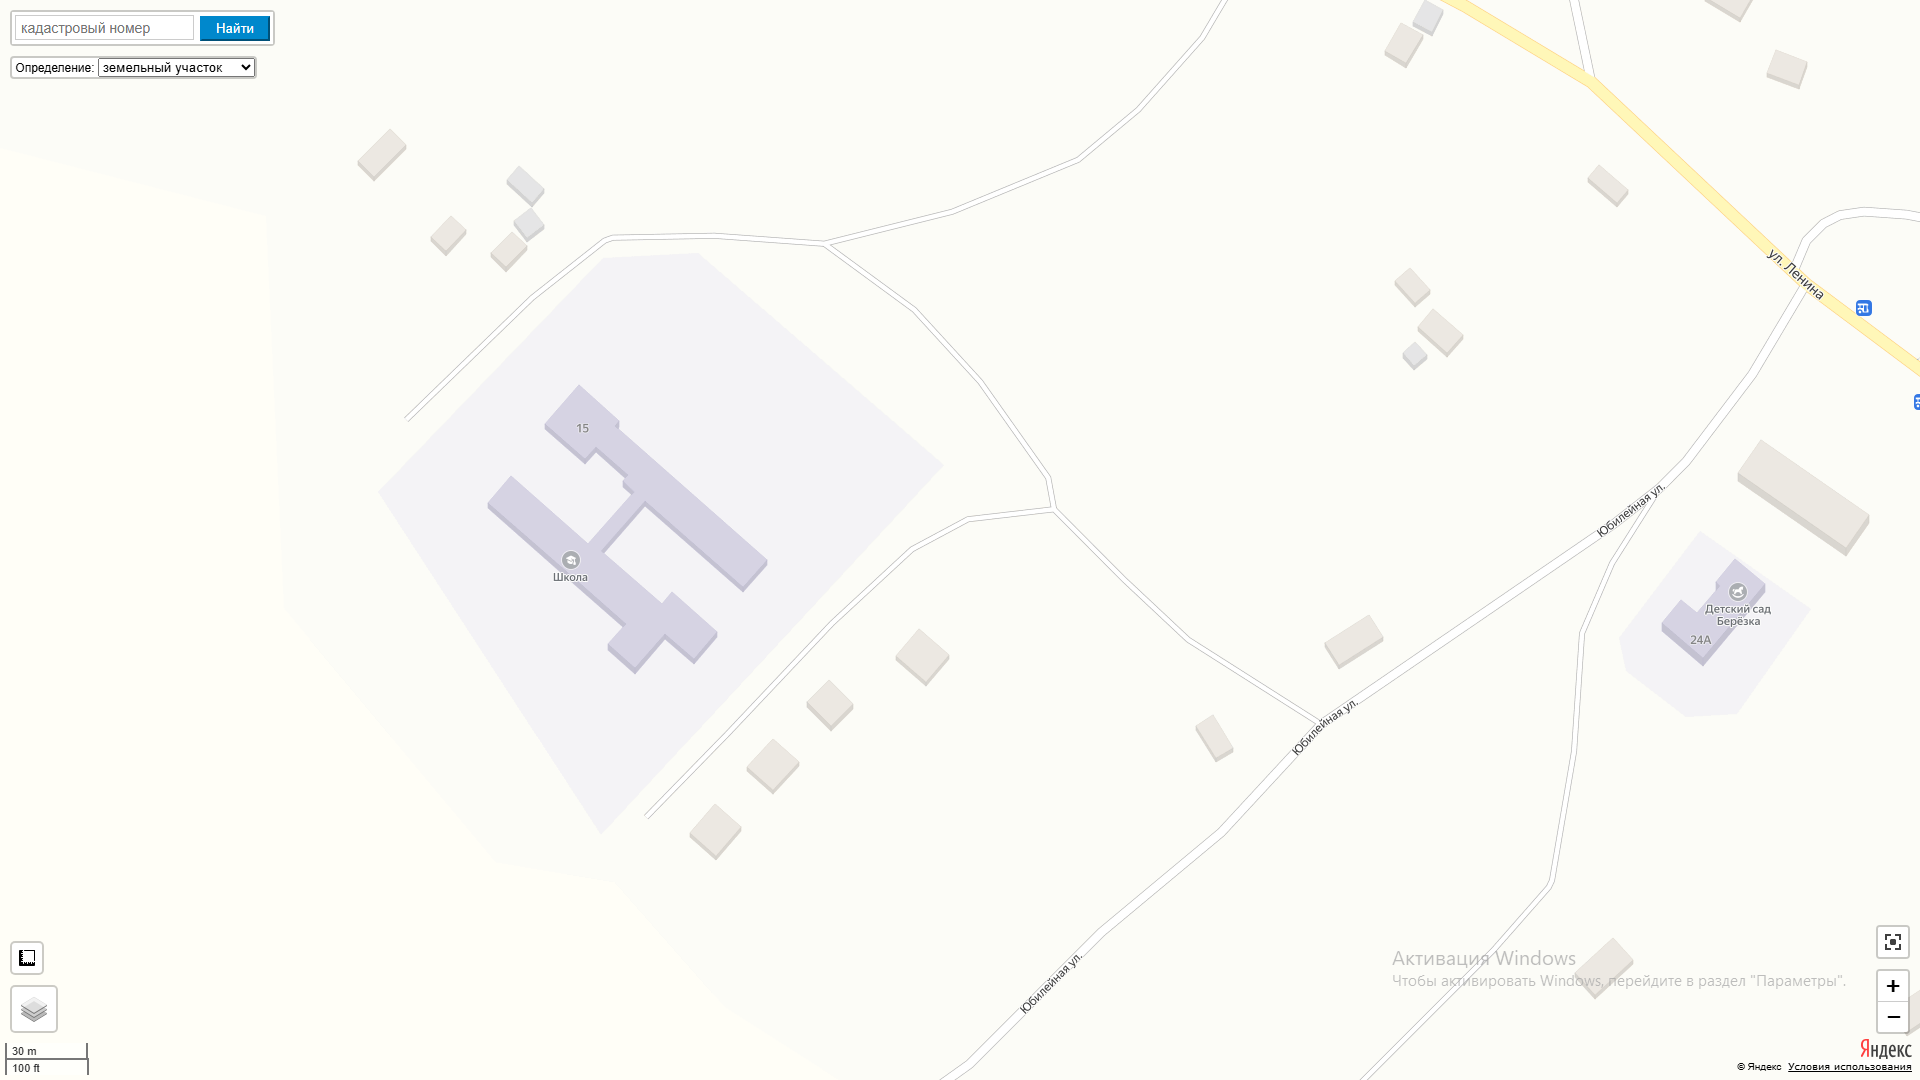 кадастровый номер
Найти
Определение: земельный участок
ул. Ленина
15
Школа
Юбилейная ул.
Детский сад
Берёзка
24А
Юбилейная ул.
Юбилейная ул.
Активация Windows
Чтобы активировать Windows, перейдите в раздел "Параметры".
+
−
30 m
100 ft
Яндекс
© Яндекс Условия использования